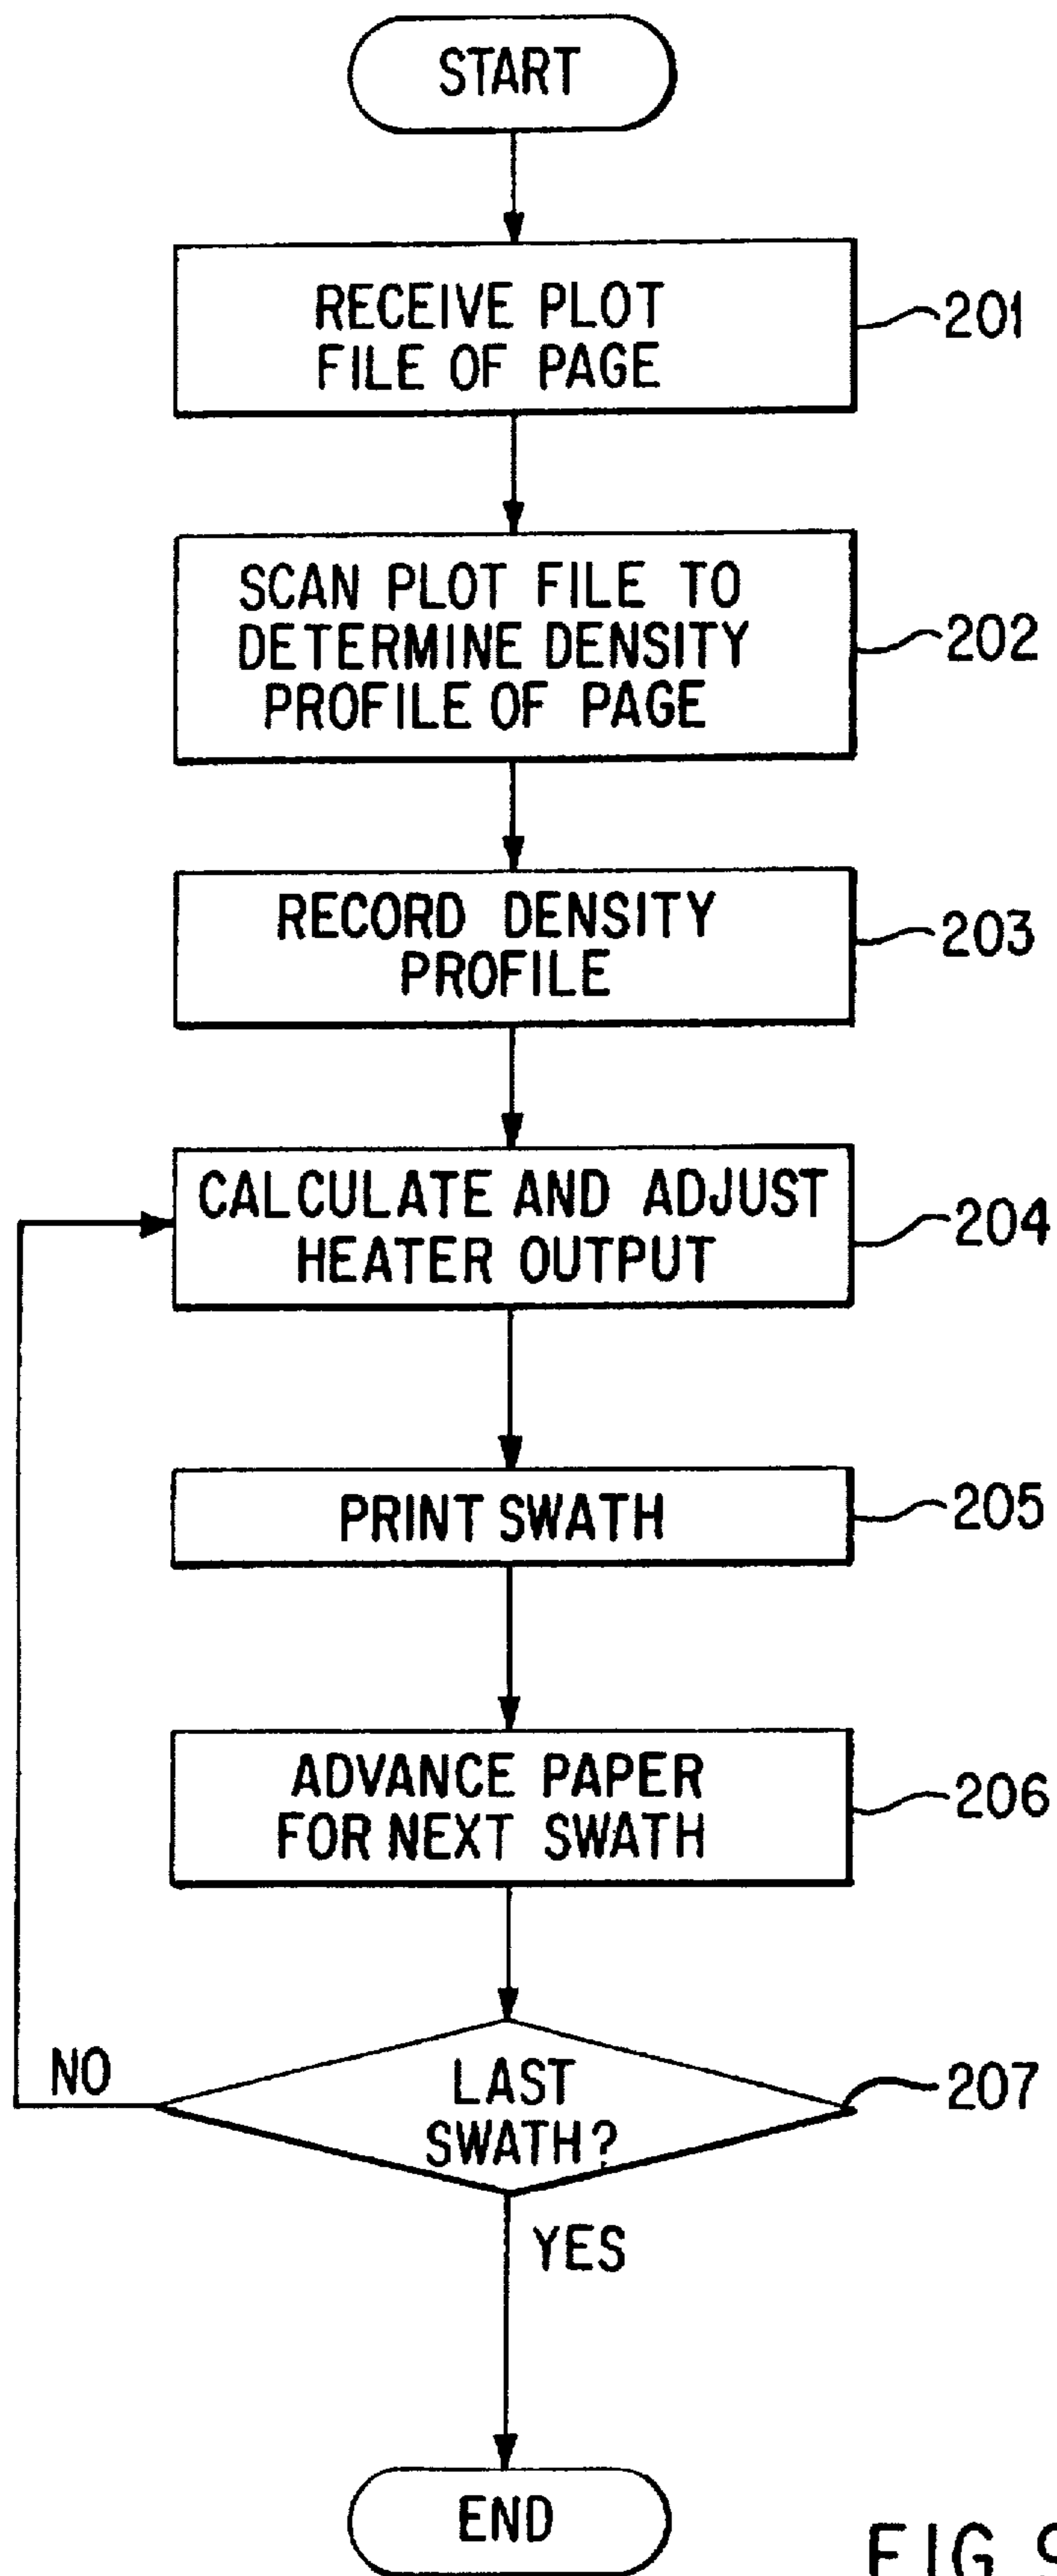 START
RECEIVE PLOT
FILE OF PAGE
201
SCAN PLOT FILE TO
DETERMINE DENSITY
PROFILE OF PAGE
202
RECORD DENSITY
PROFILE
203
CALCULATE AND ADJUST
HEATER OUTPUT
204
PRINT SWATH
205
ADVANCE PAPER
FOR NEXT SWATH
206
LAST
SWATH?
207
NO
YES
END
FIG 9